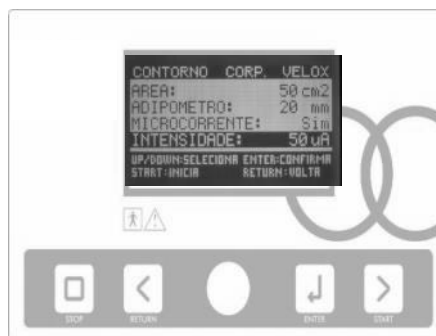 CONTORNO CORP. VELOX
AREA: 50 cm2
ADIPOMETRO: 20 mm
MICROCORRENTE: Sim
INTENSIDADE: 50 uA
UP/DOWN:SELECIONA ENTER:CONFIRMA
START:INICIA RETURN:VOLTA
STOP
RETURN
ENTER
START